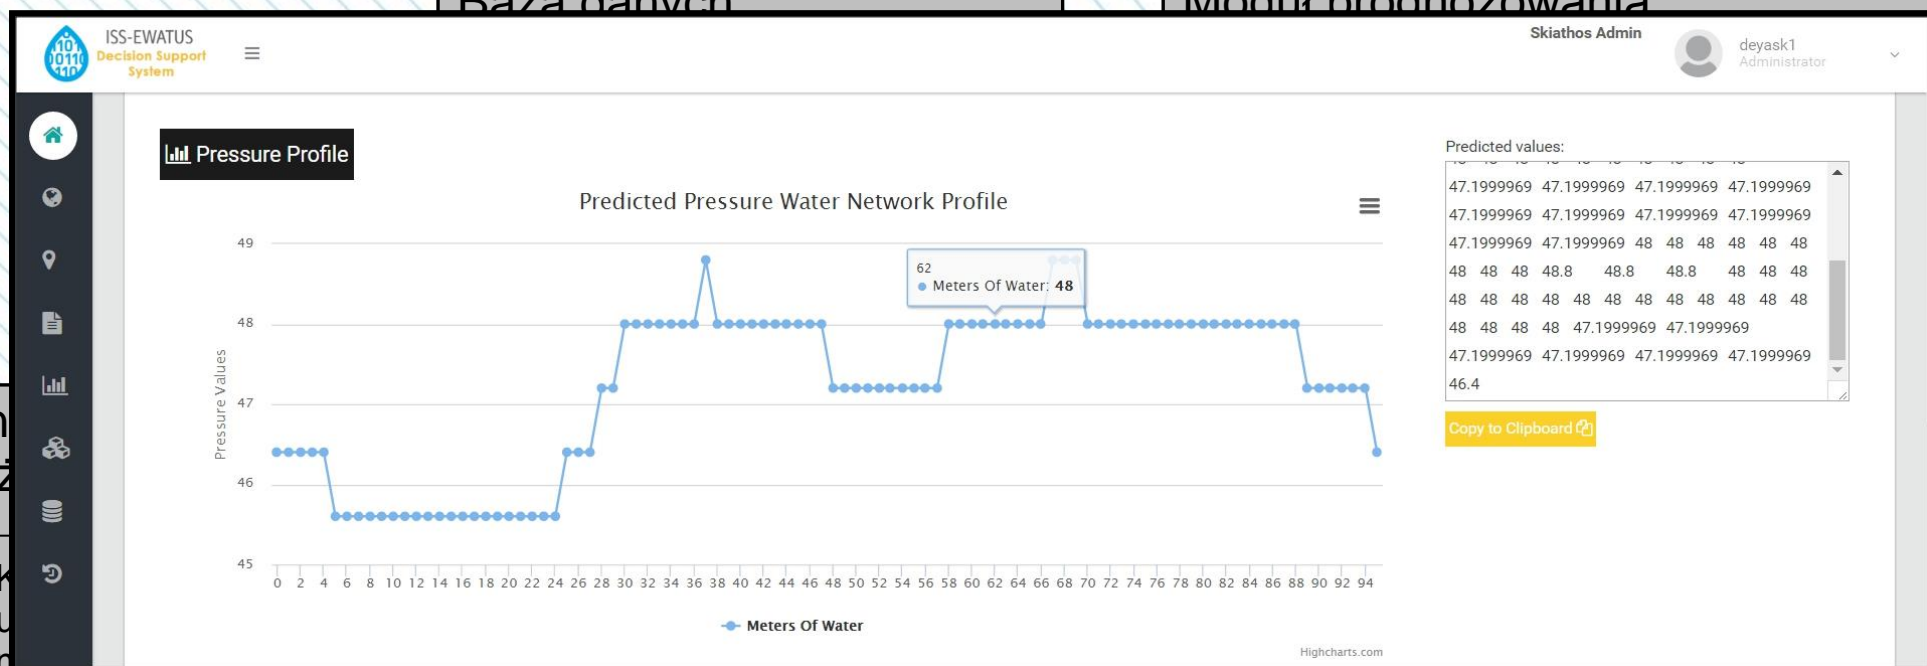 Baza danych
Moduł prognozowania
ISS-EWATUS
Decision Support
System
Skiathos Admin
deyask1
Administrator
Pressure Profile
Predicted Pressure Water Network Profile
49
48
47
46
45
Pressure Values
62
Meters Of Water: 48
0 2 4 6 8 10 12 14 16 18 20 22 24 26 28 30 32 34 36 38 40 42 44 46 48 50 52 54 56 58 60 62 64 66 68 70 72 74 76 78 80 82 84 86 88 90 92 94
Meters Of Water
Highcharts.com
Predicted values:
47.1999969 47.1999969 47.1999969 47.1999969
47.1999969 47.1999969 47.1999969 47.1999969
47.1999969 47.1999969 48 48 48 48 48 48
48 48 48 48.8 48.8 48.8 48 48 48
48 48 48 48 48 48 48 48 48 48 48 48
48 48 48 48 47.1999969 47.1999969
47.1999969 47.1999969 47.1999969 47.1999969
46.4
Copy to Clipboard